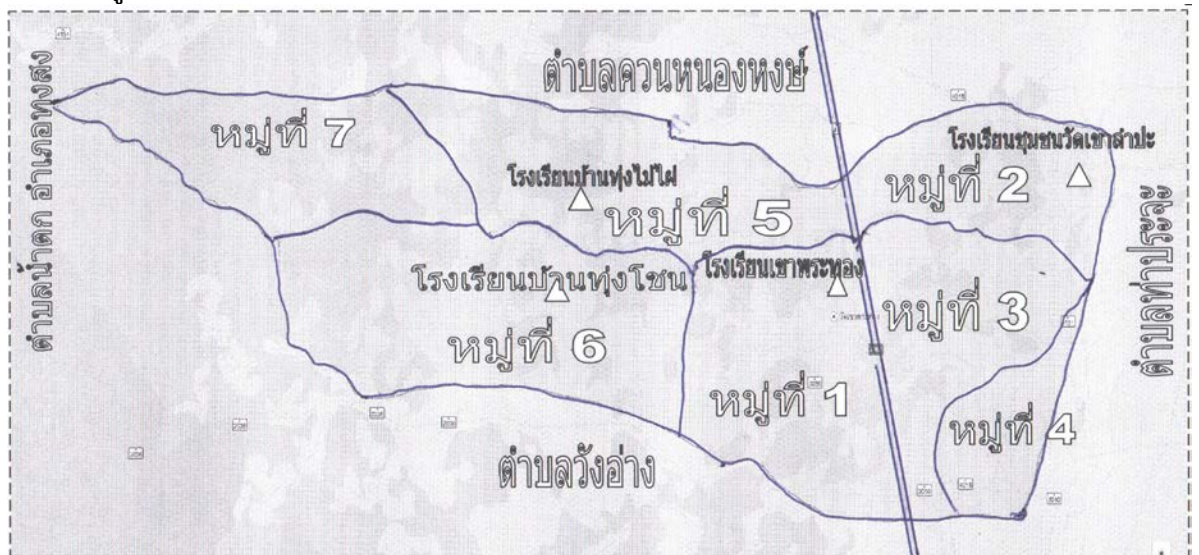 ตำบลควนหนองหงษ์
ตำบลน้ำตก อำเภอทุ่งสง
หมู่ที่ 7
โรงเรียนชุมชนวัดเขาลำปะ
หมู่ที่ 2
โรงเรียนบ้านทุ่งไม้ไผ่
หมู่ที่ 5
ตำบลท่าประจะ
โรงเรียนบ้านทุ่งโชน
โรงเรียนเขาพระทอง
หมู่ที่ 3
หมู่ที่ 6
หมู่ที่ 1
หมู่ที่ 4
ตำบลวังอ่าง